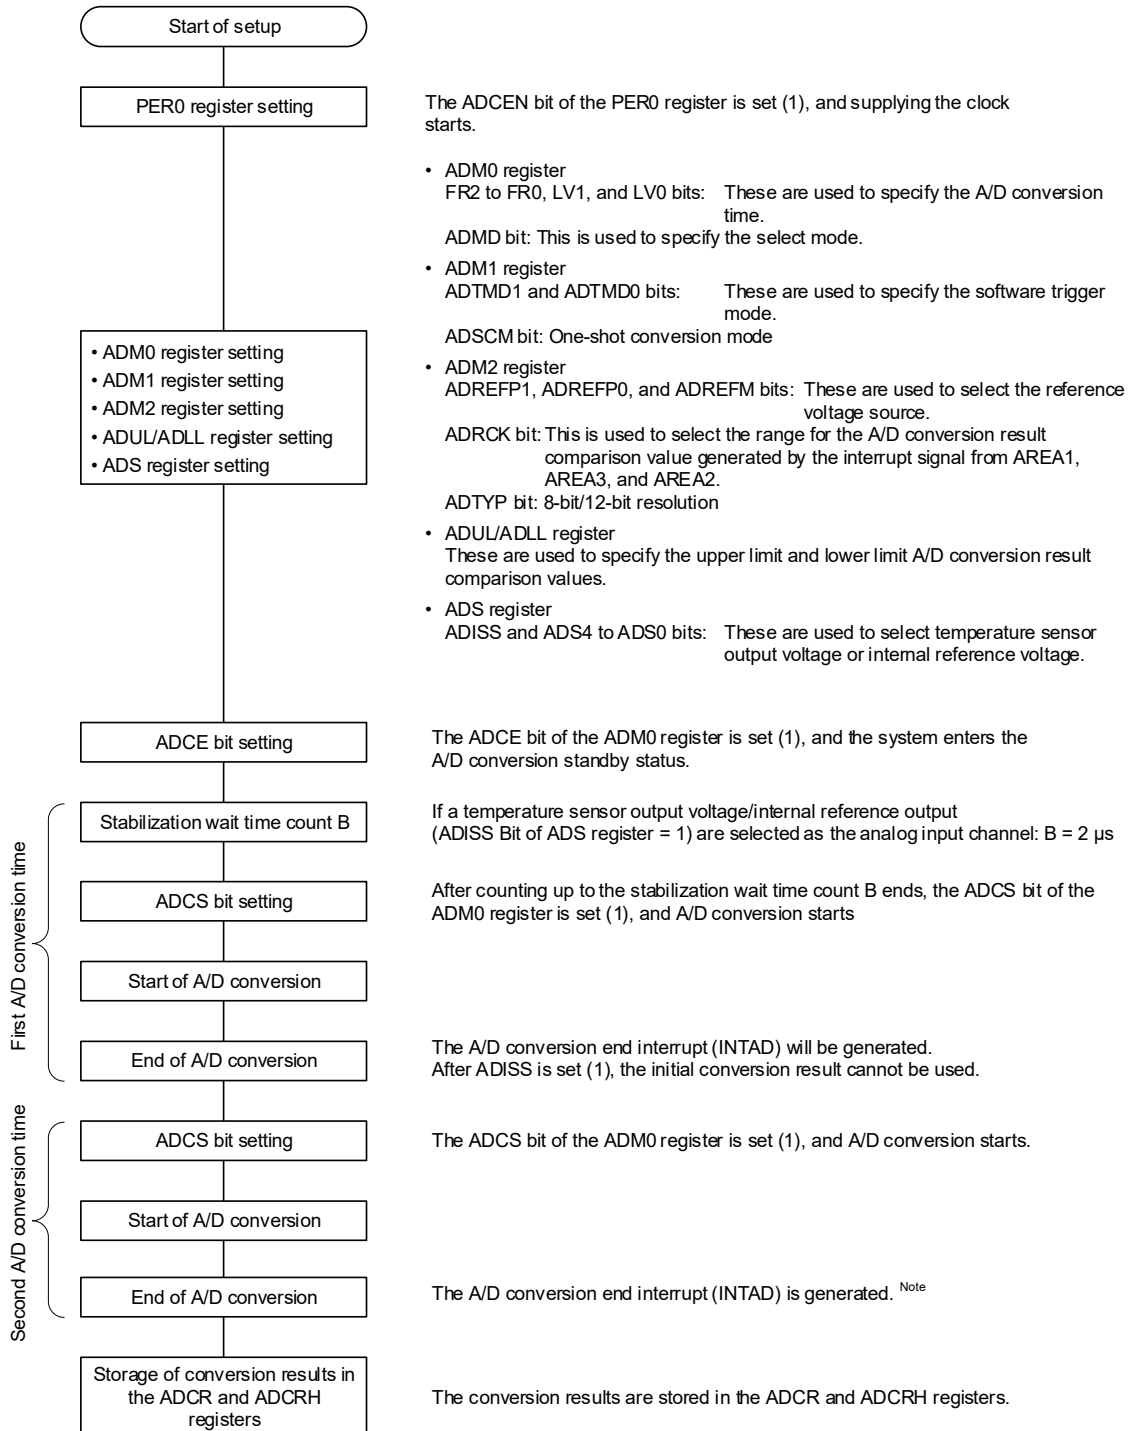 Start of setup
PER0 register setting
The ADCEN bit of the PER0 register is set (1), and supplying the clock
starts.
• ADM0 register
FR2 to FR0, LV1, and LV0 bits: These are used to specify the A/D conversion
time.
ADMD bit: This is used to specify the select mode.
• ADM1 register
ADTMD1 and ADTMD0 bits: These are used to specify the software trigger
mode.
ADSCM bit: One-shot conversion mode
• ADM0 register setting
• ADM1 register setting
• ADM2 register setting
• ADUL/ADLL register setting
• ADS register setting
• ADM2 register
ADREFP1, ADREFP0, and ADREFM bits: These are used to select the reference
voltage source.
ADRCK bit: This is used to select the range for the A/D conversion result
comparison value generated by the interrupt signal from AREA1,
AREA3, and AREA2.
ADTYP bit: 8-bit/12-bit resolution
• ADUL/ADLL register
These are used to specify the upper limit and lower limit A/D conversion result
comparison values.
• ADS register
ADISS and ADS4 to ADS0 bits: These are used to select temperature sensor
output voltage or internal reference voltage.
ADCE bit setting
The ADCE bit of the ADM0 register is set (1), and the system enters the
A/D conversion standby status.
First A/D conversion time
Stabilization wait time count B
If a temperature sensor output voltage/internal reference output
(ADISS Bit of ADS register = 1) are selected as the analog input channel: B = 2 µs
ADCS bit setting
After counting up to the stabilization wait time count B ends, the ADCS bit of the
ADM0 register is set (1), and A/D conversion starts
Start of A/D conversion
End of A/D conversion
The A/D conversion end interrupt (INTAD) will be generated.
After ADISS is set (1), the initial conversion result cannot be used.
Second A/D conversion time
ADCS bit setting
The ADCS bit of the ADM0 register is set (1), and A/D conversion starts.
Start of A/D conversion
End of A/D conversion
The A/D conversion end interrupt (INTAD) is generated. Note
Storage of conversion results in
the ADCR and ADCRH
registers
The conversion results are stored in the ADCR and ADCRH registers.